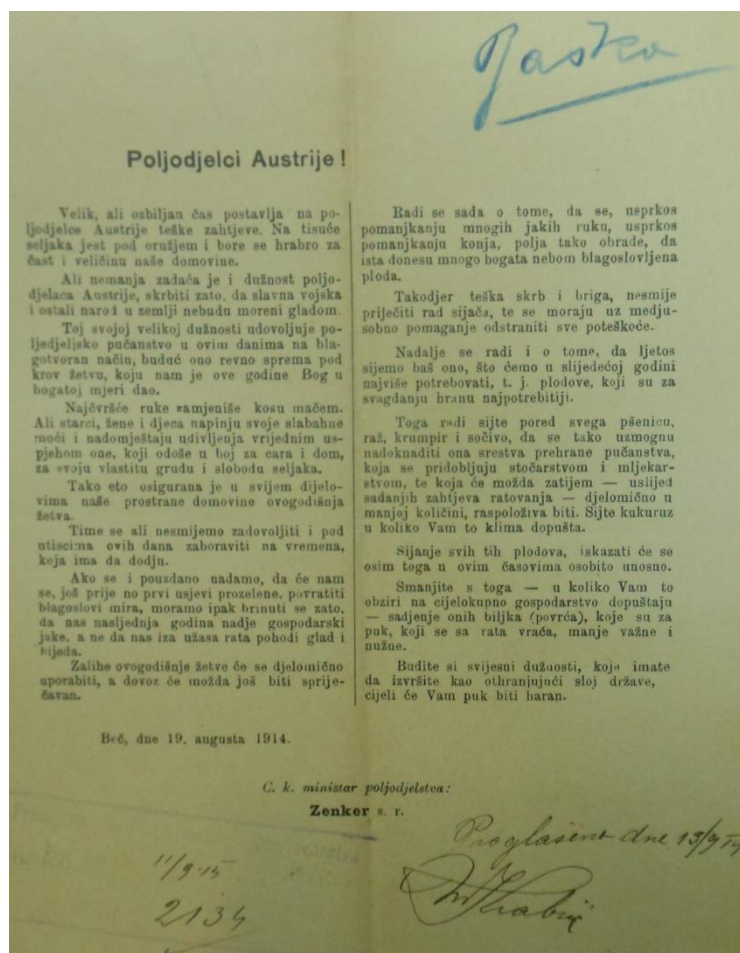 Paška
Poljodjelci Austrije!
Velik, ali ozbiljan čas postavlja na po-
ljodjelce Austrije teške zahtjeve. Na tisuće
seljaka jest pod oružjem i bore se hrabro za
čast i veličinu naše domovine.
Ali nemanja zadaća je i dužnost poljo-
djelaca Austrije, skrbiti zato, da slavna vojska
i ostali narod u zemlji nebudu moreni gladom.
Toj svojoj velikoj dužnosti udovoljuje po-
ljedjeljsko pučanstvo u ovim danima na bla-
gotvoran način, buduć ono revno sprema pod
krov žetvu, koju nam je ove godine Bog u
bogatoj mjeri dao.
Najčvršće ruke zamjeniše kosu mačem.
Ali starci, žene i djeca napinju svoje slabahne
moći i nadomještaju udivljenja vrijednim us-
pjehom one, koji odoše u boj za cara i dom,
za svoju vlastitu grudu i slobodu seljaka.
Tako eto osigurana je u svijem dijelo-
vima naše prostrane domovine ovogodišnja
žetva.
Time se ali nesmijemo zadovoljiti i pod
utiscima ovih dana zaboraviti na vremena,
koja ima da dodju.
Ako se i pouzdano nadamo, da će nam
se, još prije no prvi usjevi prozelene, povratiti
blagoslovi mira, moramo ipak brinuti se zato,
da nas nasljednja godina nadje gospodarski
jake, a ne da nas iza užasa rata pohodi glad i
bijeda.
Zalihe ovogodišnje žetve će se djelomično
uporabiti, a dovoz će možda još biti sprije-
čavan.
Radi se sada o tome, da se, usprkos
pomanjkanju mnogih jakih ruku, usprkos
pomanjkanju konja, polja tako obrade, da
ista donesu mnogo bogata nebom blagoslovljena
ploda.
Takodjer teška skrb i briga, nesmije
priječiti rad sijača, te se moraju uz medju-
sobno pomaganje odstraniti sve poteškoće.
Nadalje se radi i o tome, da ljetos
sijemo baš ono, što ćemo u slijedećoj godini
najviše potrebovati, t. j. plodove, koji su za
svagdanju hranu najpotrebitiji.
Toga radi sijte pored svega pšenicu,
raž, krumpir i sočivo, da se tako uzmognu
nadoknaditi ona srestva prehrane pučanstva,
koja se pridobljuju stočarstvom i mljekar-
stvom, te koja će možda zatijem — uslijed
sadanjih zahtjeva ratovanja — djelomično u
manjoj količini, raspoloživa biti. Sijte kukuruz
u koliko Vam to klima dopušta.
Sijanje svih tih plodova, iskazati će se
osim toga u ovim časovima osobito unosno.
Smanjite s toga — u koliko Vam to
obziri na cijelokupno gospodarstvo dopuštaju
— sadjenje onih biljka (povrća), koje su za
puk, koji se sa rata vraća, manje važne i
nužne.
Budite si svijesni dužnosti, koje imate
da izvršite kao othranjujući sloj države,
cijeli će Vam puk biti haran.
Beč, dne 19. augusta 1914.
C. k. ministar poljodjelstva:
Zenker s. r.
Proglašeno dne 13/9 14
11/9·14
2134